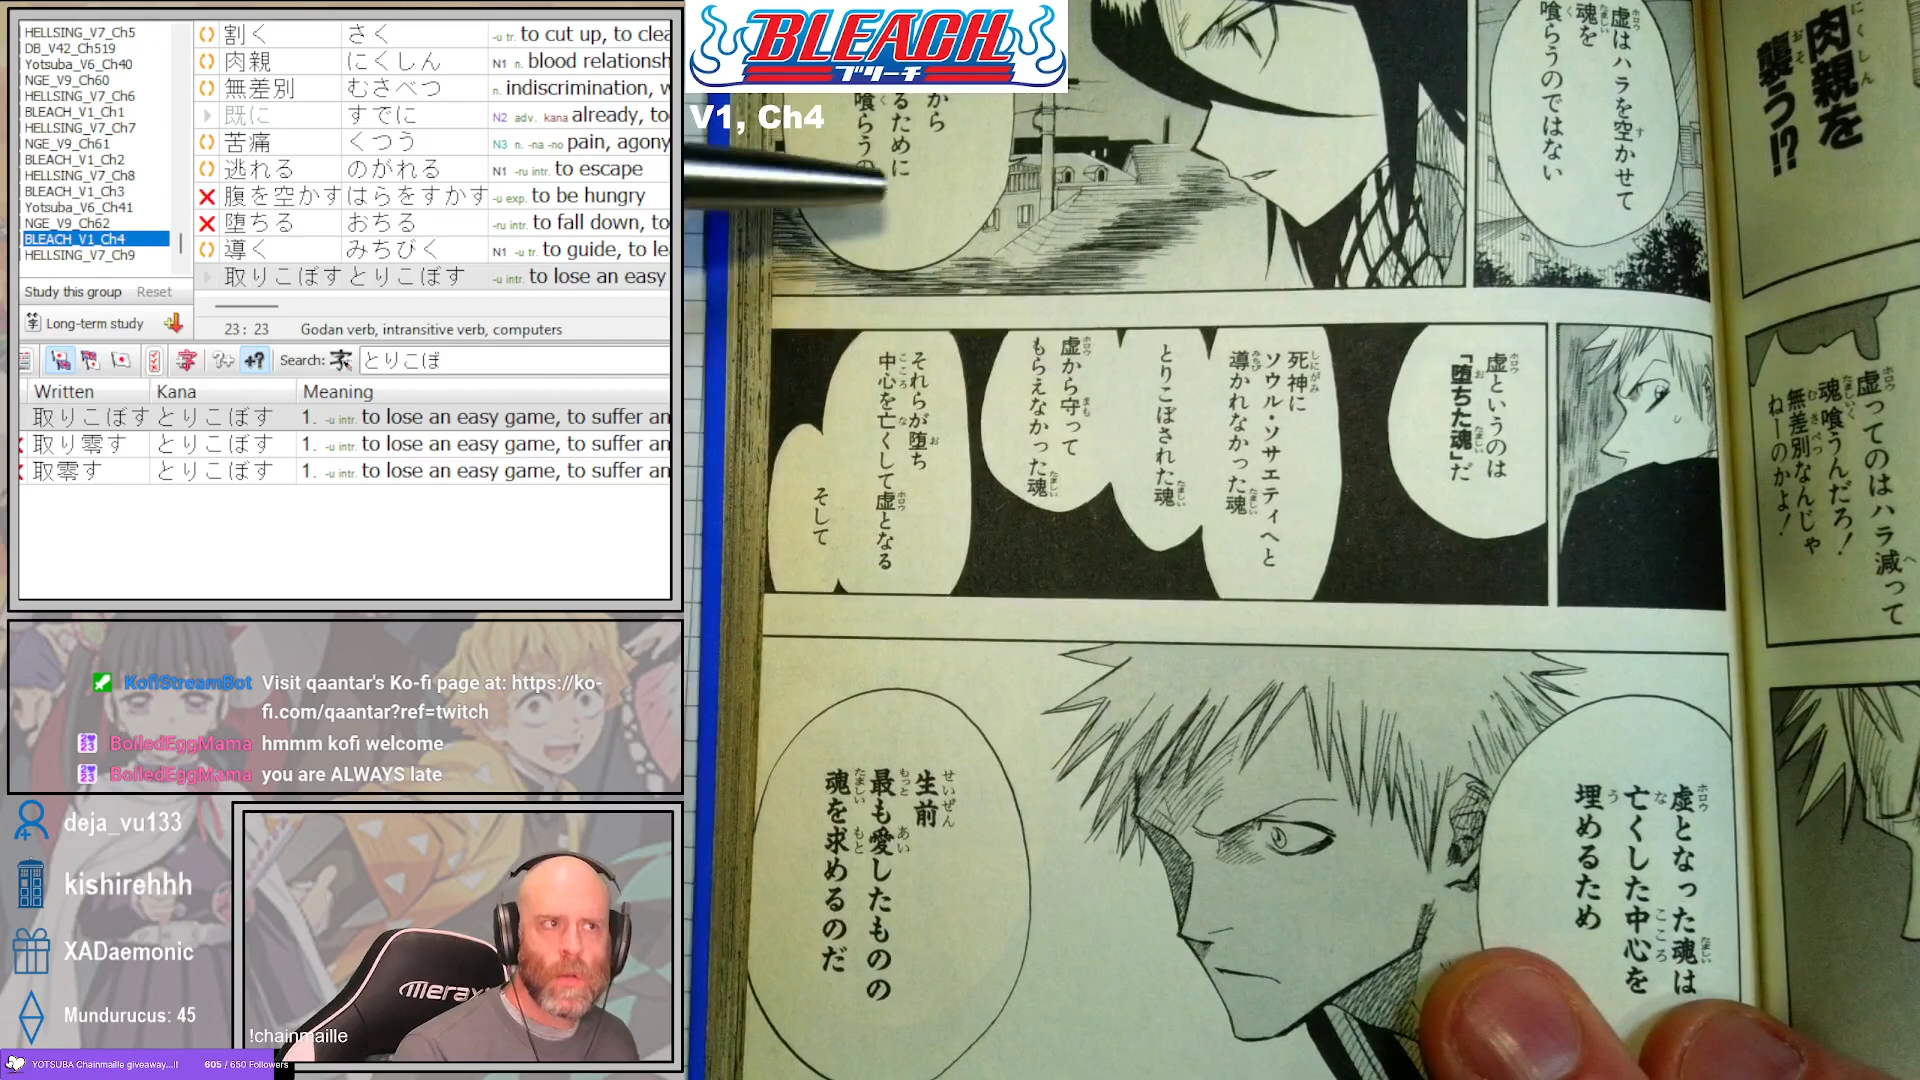 HELLSING_V7_Ch5
DB_V42_Ch519
Yotsuba_V6_Ch40
NGE_V9_Ch60
HELLSING_V7_Ch6
BLEACH_V1_Ch1
HELLSING_V7_Ch7
NGE_V9_Ch61
BLEACH_V1_Ch2
HELLSING_V7_Ch8
BLEACH_V1_Ch3
Yotsuba_V6_Ch41
NGE_V9_Ch62
BLEACH_V1_Ch4
HELLSING_V7_Ch9
Study this group Reset
Long-term study
割く さく -u tr. to cut up, to clea
肉親 にくしん N1 n. blood relationsh
無差別 むさべつ n. indiscrimination, w
既に すでに N2 adv. kana already, to
苦痛 くつう N3 n. -na -no pain, agony
逃れる のがれる N1 -ru intr. to escape
腹を空かす はらをすかす -u exp. to be hungry
堕ちる おちる -ru intr. to fall down, to
導く みちびく N1 -u tr. to guide, to le
取りこぼす とりこぼす -u intr. to lose an easy
23: 23 Godan verb, intransitive verb, computers
Search: とりこぼ
Written Kana Meaning
取りこぼす とりこぼす 1. -u intr. to lose an easy game, to suffer an
取り零す とりこぼす 1. -u intr. to lose an easy game, to suffer an
取零す とりこぼす 1. -u intr. to lose an easy game, to suffer an
KofiStreamBot Visit qaantar's Ko-fi page at: https://ko-
fi.com/qaantar?ref=twitch
BoiledEggMama hmmm kofi welcome
BoiledEggMama you are ALWAYS late
deja_vu133
kishirehhh
XADaemonic
Mundurucus: 45
!chainmaille
YOTSUBA Chainmaille giveaway...!! 605 / 650 Followers
meraX
BLEACH
ブリーチ
V1, Ch4
肉親を
襲う!?
虚ってのはハラ減って
魂喰うんだろ！
無差別なんじゃ
ねーのかよ！
虚はハラを空かせて
魂を
喰らうのではない
から
るために
喰らうの
虚というのは
「堕ちた魂」だ
死神に
ソウル・ソサエティへと
導かれなかった魂
とりこぼされた魂
虚から守って
もらえなかった魂
それらが堕ち
中心を亡くして虚となる
そして
虚となった魂は
亡くした中心を
埋めるため
生前
最も愛したものの
魂を求めるのだ